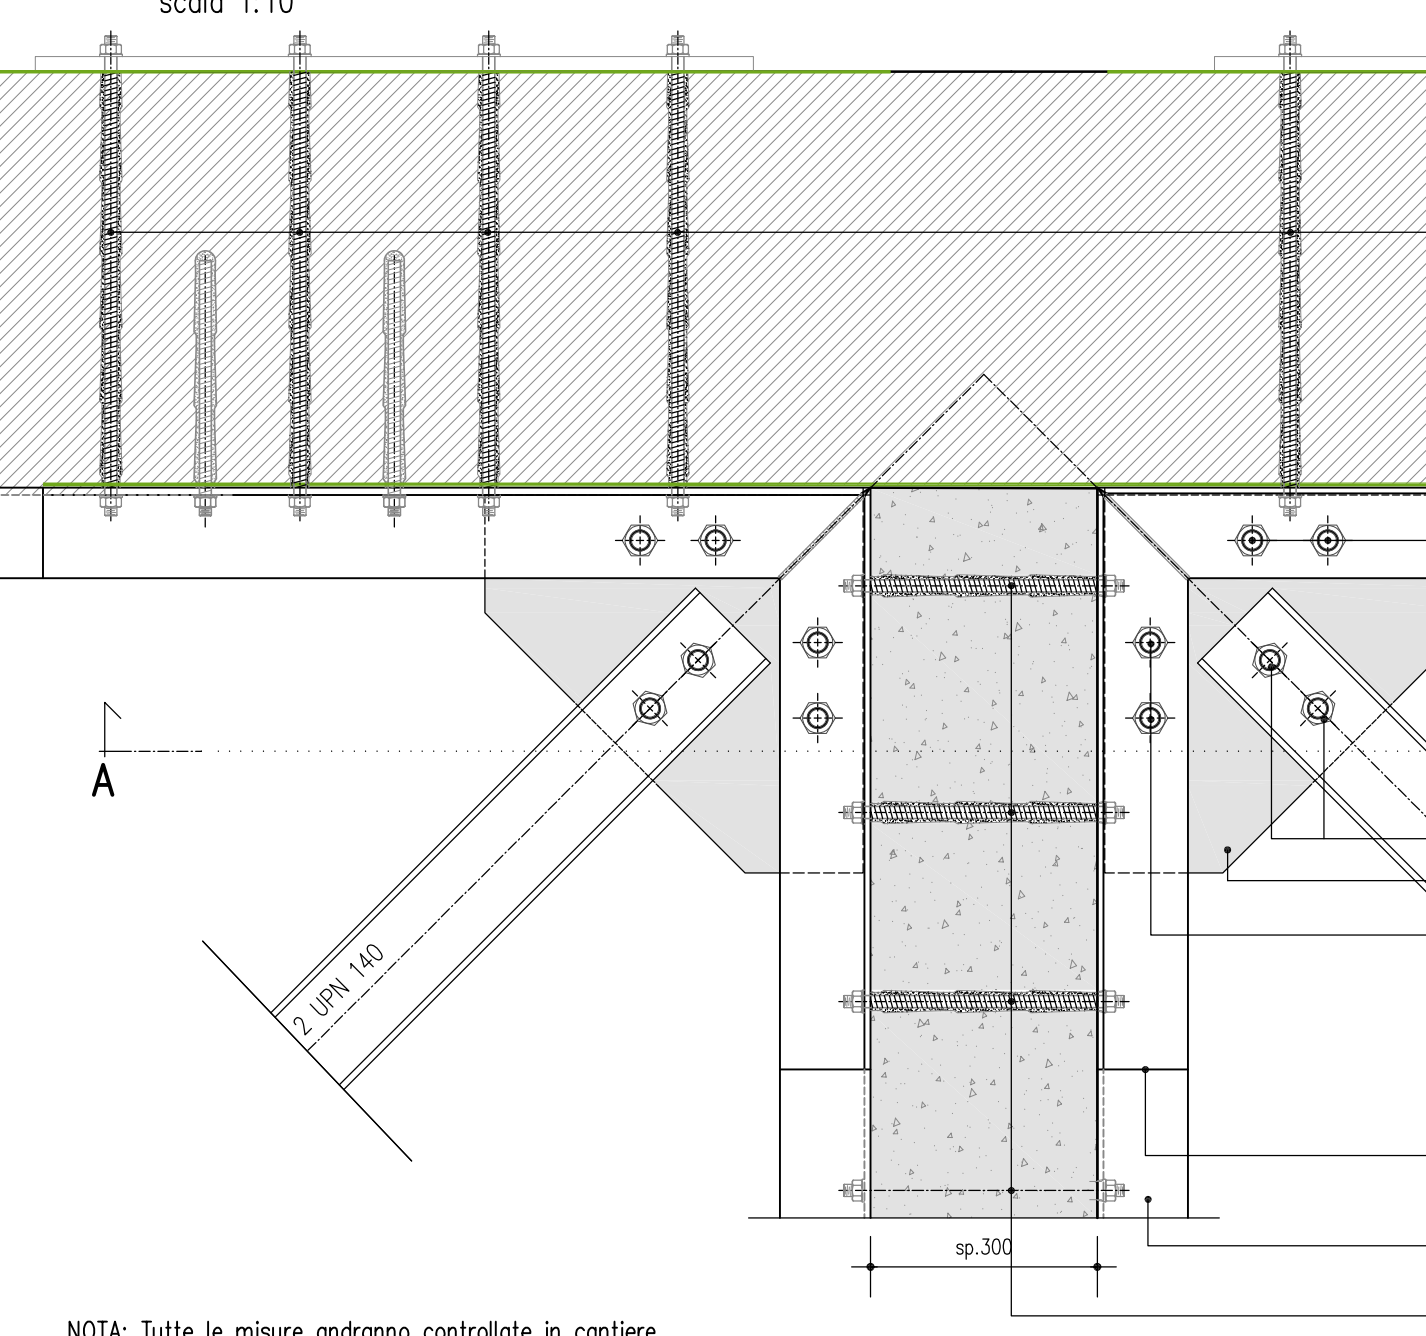 scala 1:10
A
2 UPN 140
sp.300
NOTA: Tutte le misure andranno controllate in cantiere